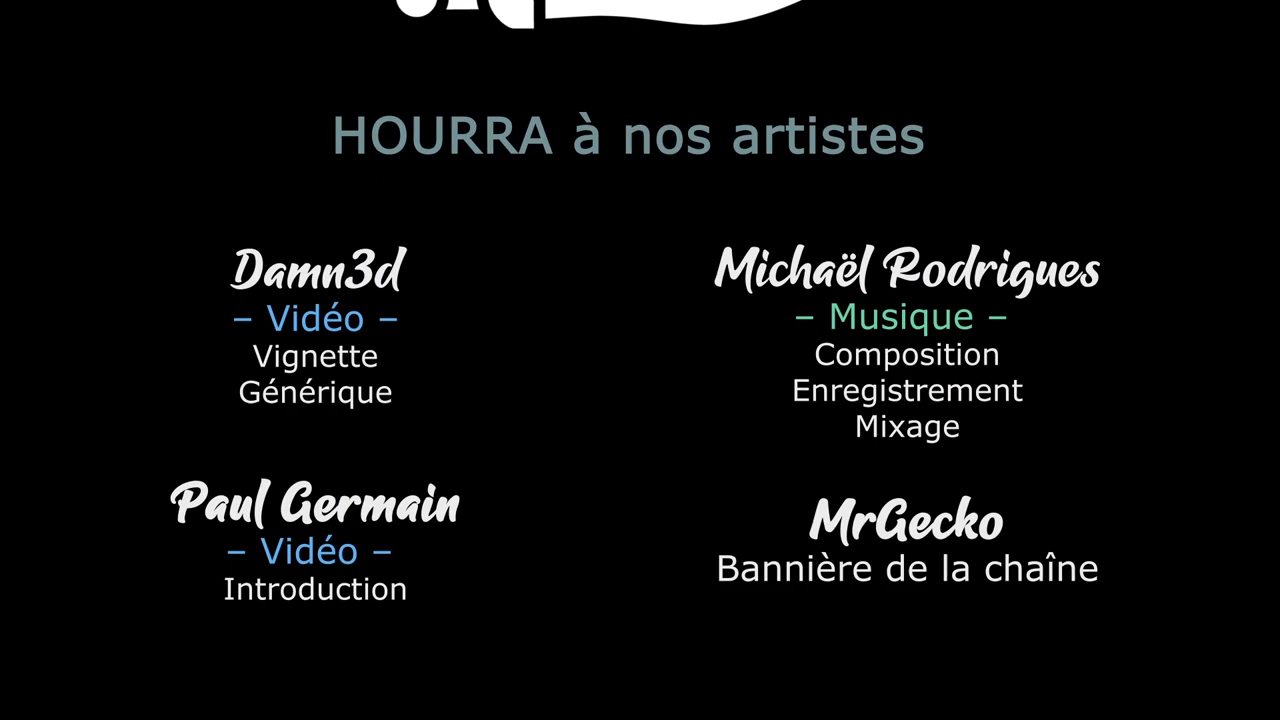 HOURRA à nos artistes
Damn3d
– Vidéo –
Vignette
Générique
Michaël Rodrigues
– Musique –
Composition
Enregistrement
Mixage
Paul Germain
– Vidéo –
Introduction
MrGecko
Bannière de la chaîne